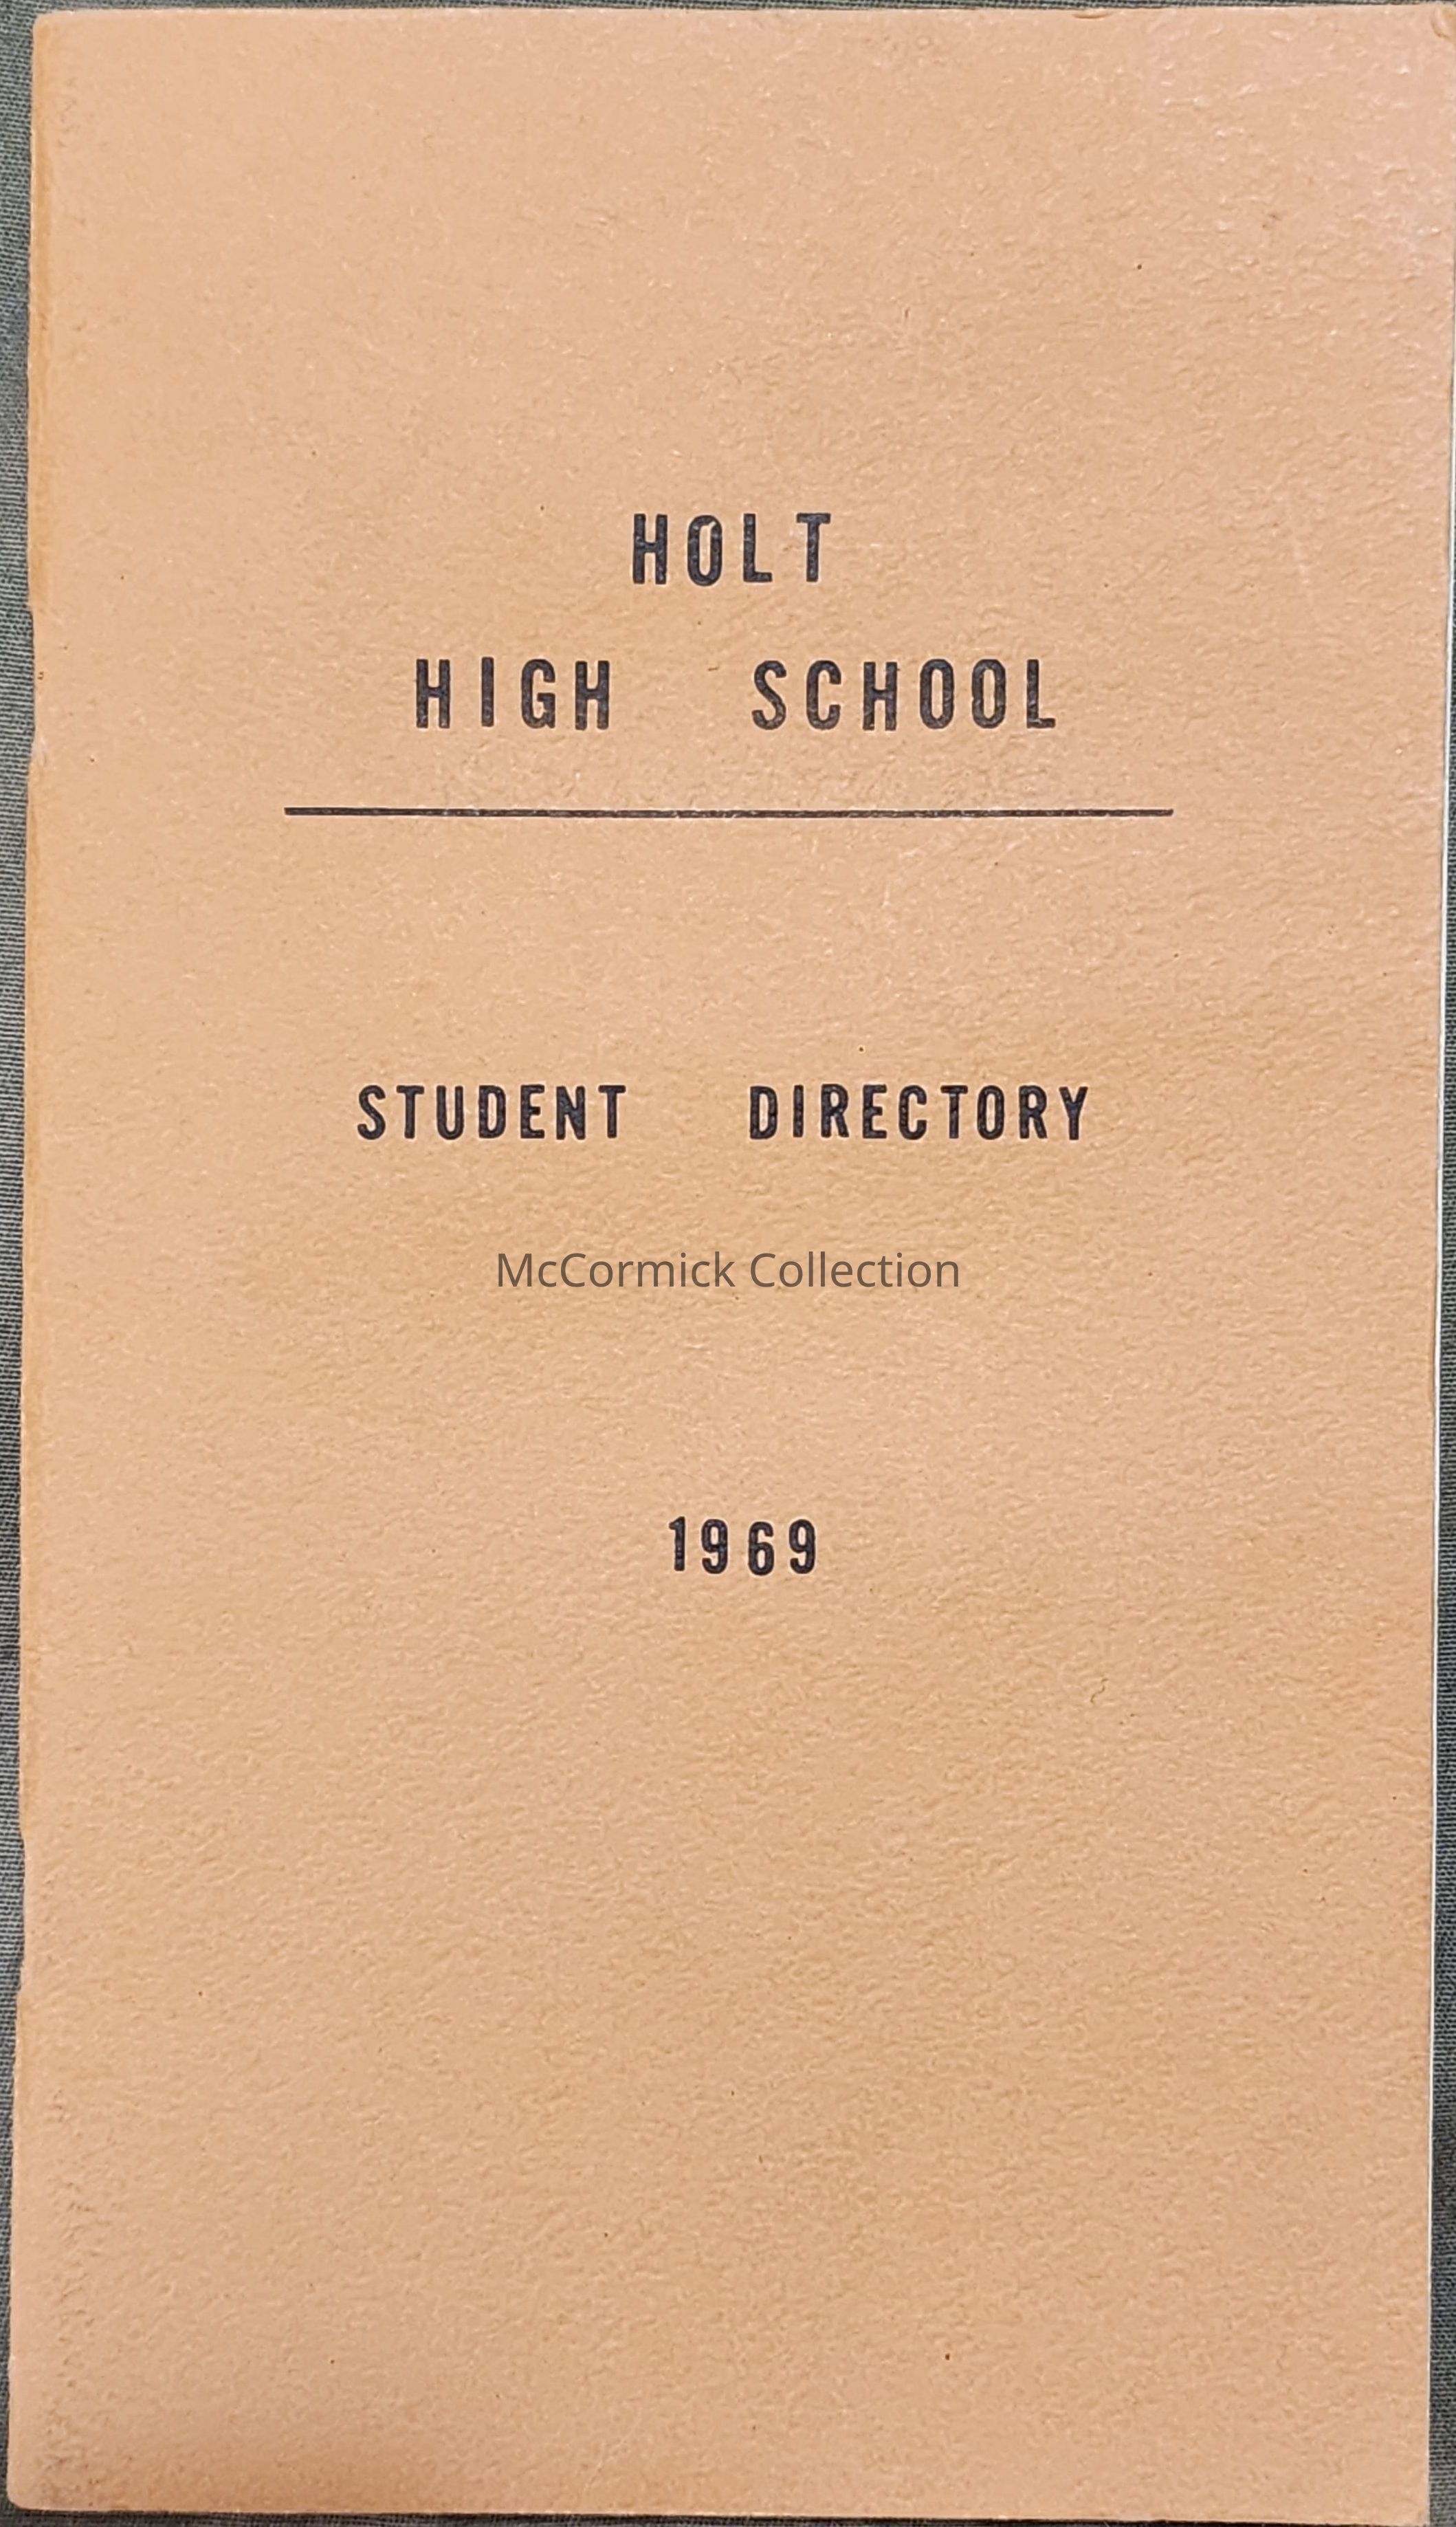 HOLT
HIGH SCHOOL
STUDENT DIRECTORY
McCormick Collection
1969